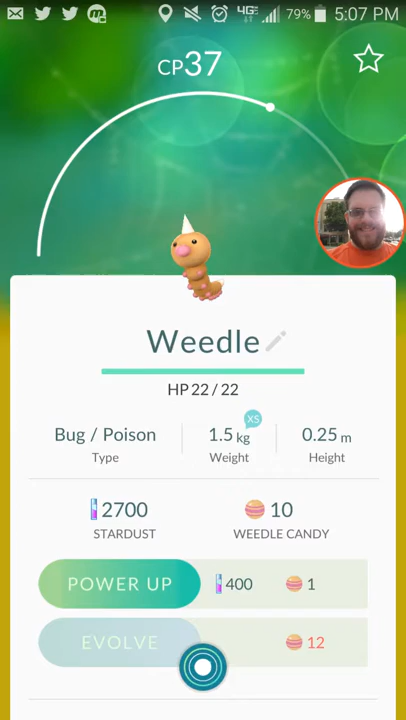 4G
79% 5:07 PM
CP37
Weedle
HP 22 / 22
XS
Bug / Poison 1.5 kg 0.25 m
Type Weight Height
2700 10
STARDUST WEEDLE CANDY
POWER UP 400 1
EVOLVE 12